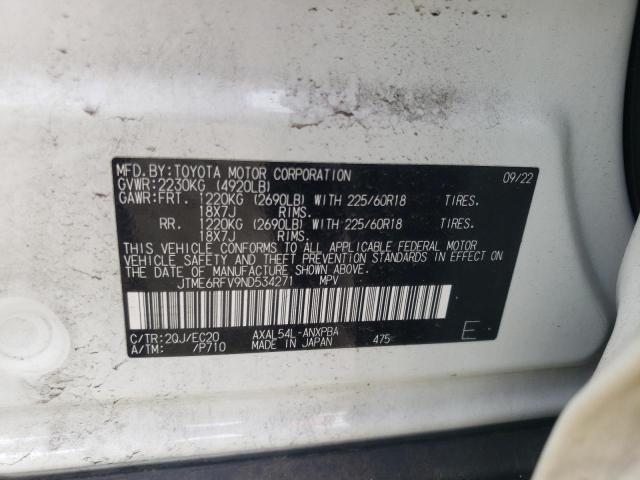 MFD.BY:TOYOTA MOTOR CORPORATION 09/22
GVWR:2230KG (4920LB)
GAWR:FRT. 1220KG (2690LB) WITH 225/60R18 TIRES.
18X7J RIMS.
RR. 1220KG (2690LB) WITH 225/60R18 TIRES.
18X7J RIMS.
THIS VEHICLE CONFORMS TO ALL APPLICABLE FEDERAL MOTOR
VEHICLE SAFETY AND THEFT PREVENTION STANDARDS IN EFFECT ON
THE DATE OF MANUFACTURE SHOWN ABOVE.
JTME6RFV9ND534271 MPV
C/TR:2QJ/EC20 AXAL54L-ANXPBA
A/TM: /P710 MADE IN JAPAN 475 E